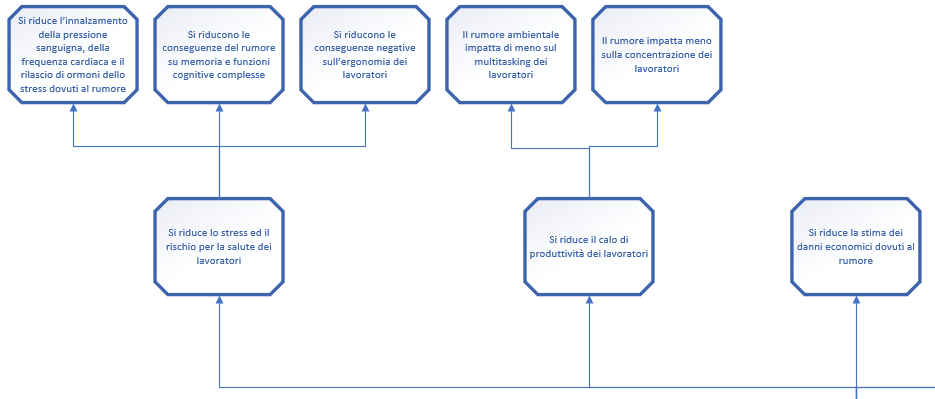 Si riduce l'innalzamento
della pressione
sanguigna, della
frequenza cardiaca e il
rilascio di ormoni dello
stress dovuti al rumore
Si riducono le
conseguenze del rumore
su memoria e funzioni
cognitive complesse
Si riducono le
conseguenze negative
sull'ergonomia dei
lavoratori
Il rumore ambientale
impatta di meno sul
multitasking dei
lavoratori
Il rumore impatta meno
sulla concentrazione dei
lavoratori
Si riduce lo stress ed il
rischio per la salute dei
lavoratori
Si riduce il calo di
produttività dei lavoratori
Si riduce la stima dei
danni economici dovuti al
rumore